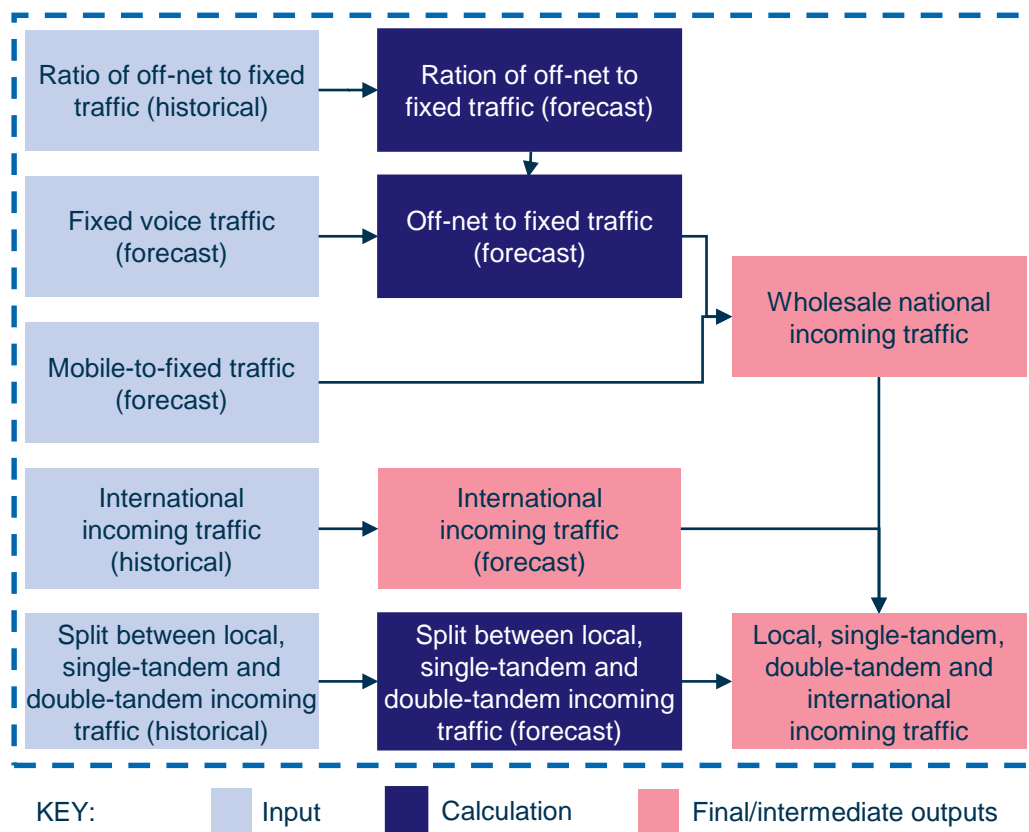 Ratio of off-net to fixed
traffic (historical)
Ration of off-net to
fixed traffic (forecast)
Fixed voice traffic
(forecast)
Off-net to fixed traffic
(forecast)
Wholesale national
incoming traffic
Mobile-to-fixed traffic
(forecast)
International
incoming traffic
(historical)
International
incoming traffic
(forecast)
Split between local,
single-tandem and
double-tandem incoming
traffic (historical)
Split between local,
single-tandem and
double-tandem incoming
traffic (forecast)
Local, single-tandem,
double-tandem and
international
incoming traffic
KEY:
Input
Calculation
Final/intermediate outputs